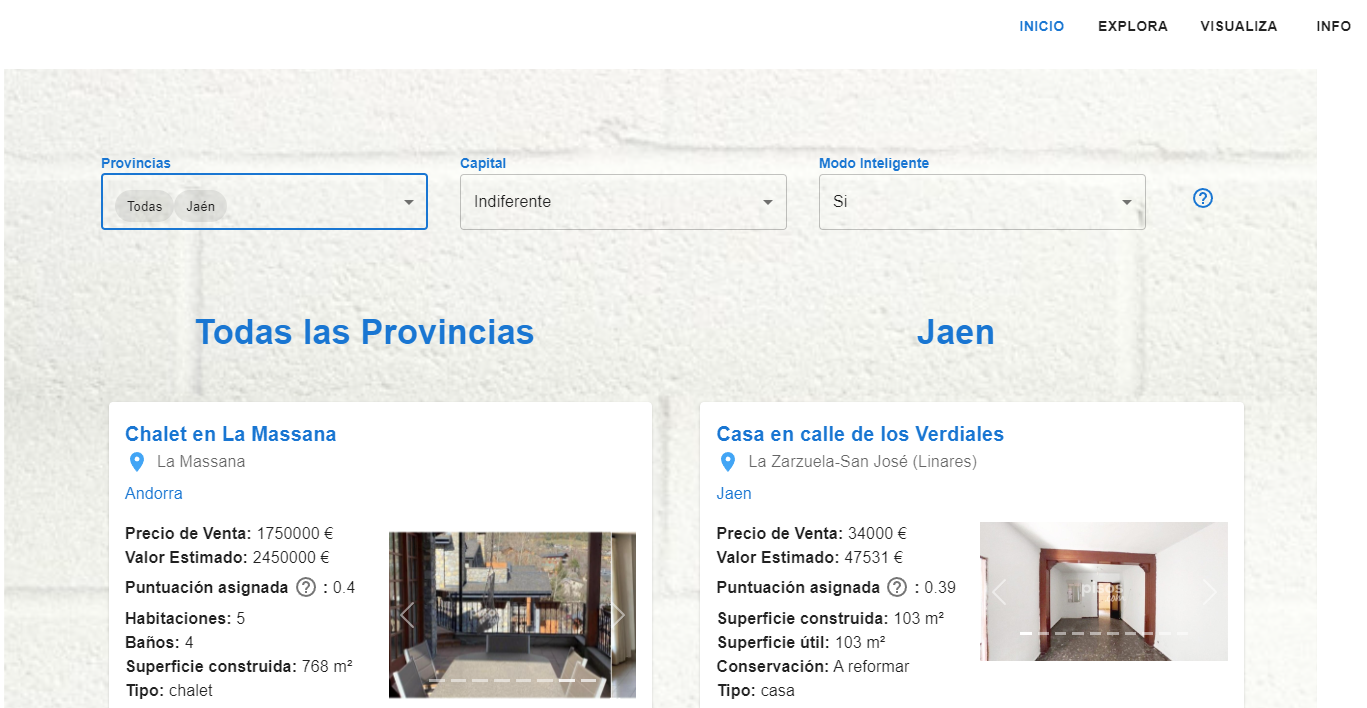 INICIO EXPLORA VISUALIZA INFO
Provincias Capital Modo Inteligente
Todas Jaén Indiferente Si ?
Todas las Provincias Jaen
Chalet en La Massana
La Massana
Andorra
Precio de Venta: 1750000 €
Valor Estimado: 2450000 €
Puntuación asignada ? : 0.4
Habitaciones: 5
Baños: 4
Superficie construida: 768 m²
Tipo: chalet
Casa en calle de los Verdiales
La Zarzuela-San José (Linares)
Jaen
Precio de Venta: 34000 €
Valor Estimado: 47531 €
Puntuación asignada ? : 0.39
Superficie construida: 103 m²
Superficie útil: 103 m²
Conservación: A reformar
Tipo: casa
pisos
.com